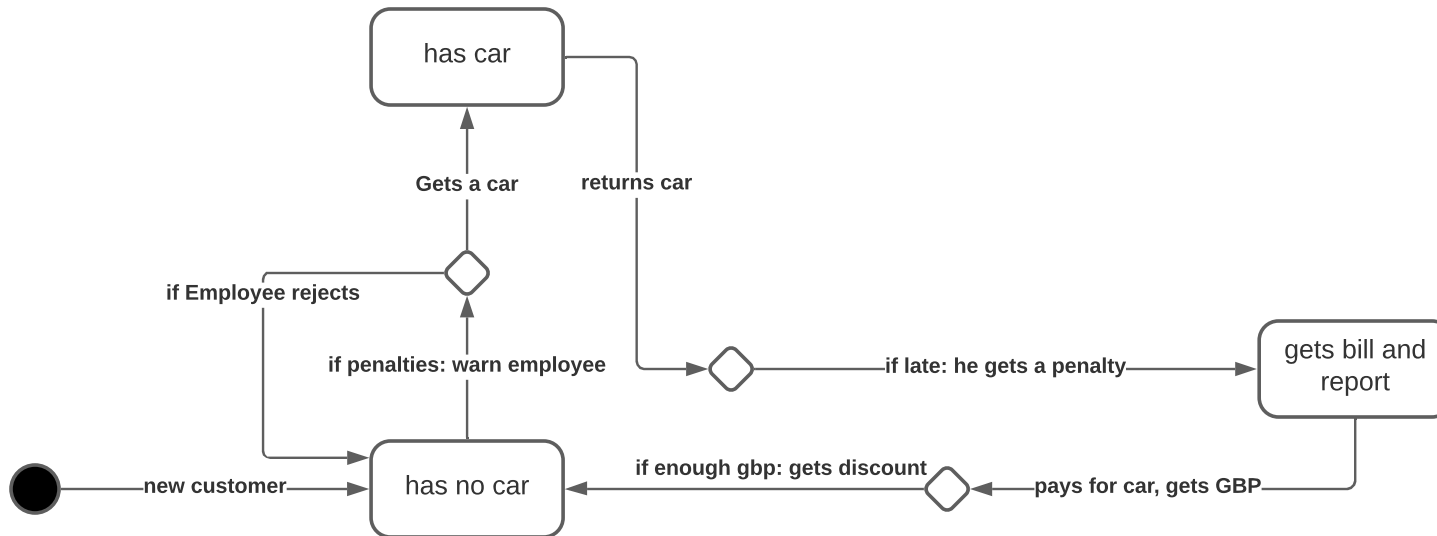 has car
Gets a car
returns car
if Employee rejects
if penalties: warn employee
if late: he gets a penalty
gets bill and
report
if enough gbp: gets discount
new customer
has no car
pays for car, gets GBP